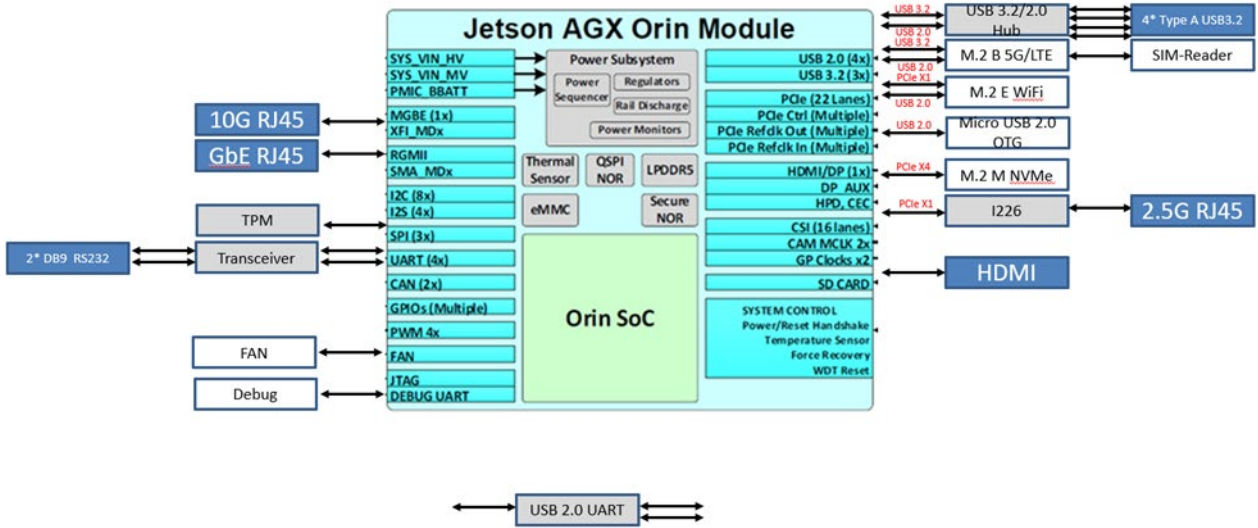 Jetson AGX Orin Module
SYS_VIN_HV
SYS_VIN_MV
PMIC_BBATT
MGBE (1x)
XFI_MDx
RGMII
SMA_MDx
I2C (8x)
I2S (4x)
SPI (3x)
UART (4x)
CAN (2x)
GPIOs (Multiple)
PWM 4x
FAN
JTAG
DEBUG UART
10G RJ45
GbE RJ45
TPM
2* DB9 RS232
Transceiver
FAN
Debug
Power Subsystem
Power
Sequencer
Regulators
Rail Discharge
Power Monitors
Thermal
Sensor
QSPI
NOR
LPDDR5
eMMC
Secure
NOR
Orin SoC
USB 2.0 (4x)
USB 3.2 (3x)
PCIe (22 Lanes)
PCIe Ctrl (Multiple)
PCIe Refclk Out (Multiple)
PCIe Refclk In (Multiple)
HDMI/DP (1x)
DP_AUX
HPD, CEC
CSI (16 lanes)
CAM MCLK 2x
GP Clocks x2
SD CARD
SYSTEM CONTROL
Power/Reset Handshake
Temperature Sensor
Force Recovery
WDT Reset
USB 3.2
USB 2.0
USB 3.2/2.0
Hub
4* Type A USB3.2
USB 3.2
USB 2.0
M.2 B 5G/LTE
SIM-Reader
PCIe X1
USB 2.0
M.2 E WiFi
USB 2.0
Micro USB 2.0
OTG
PCIe X4
M.2 M NVMe
PCIe X1
I226
2.5G RJ45
HDMI
USB 2.0 UART